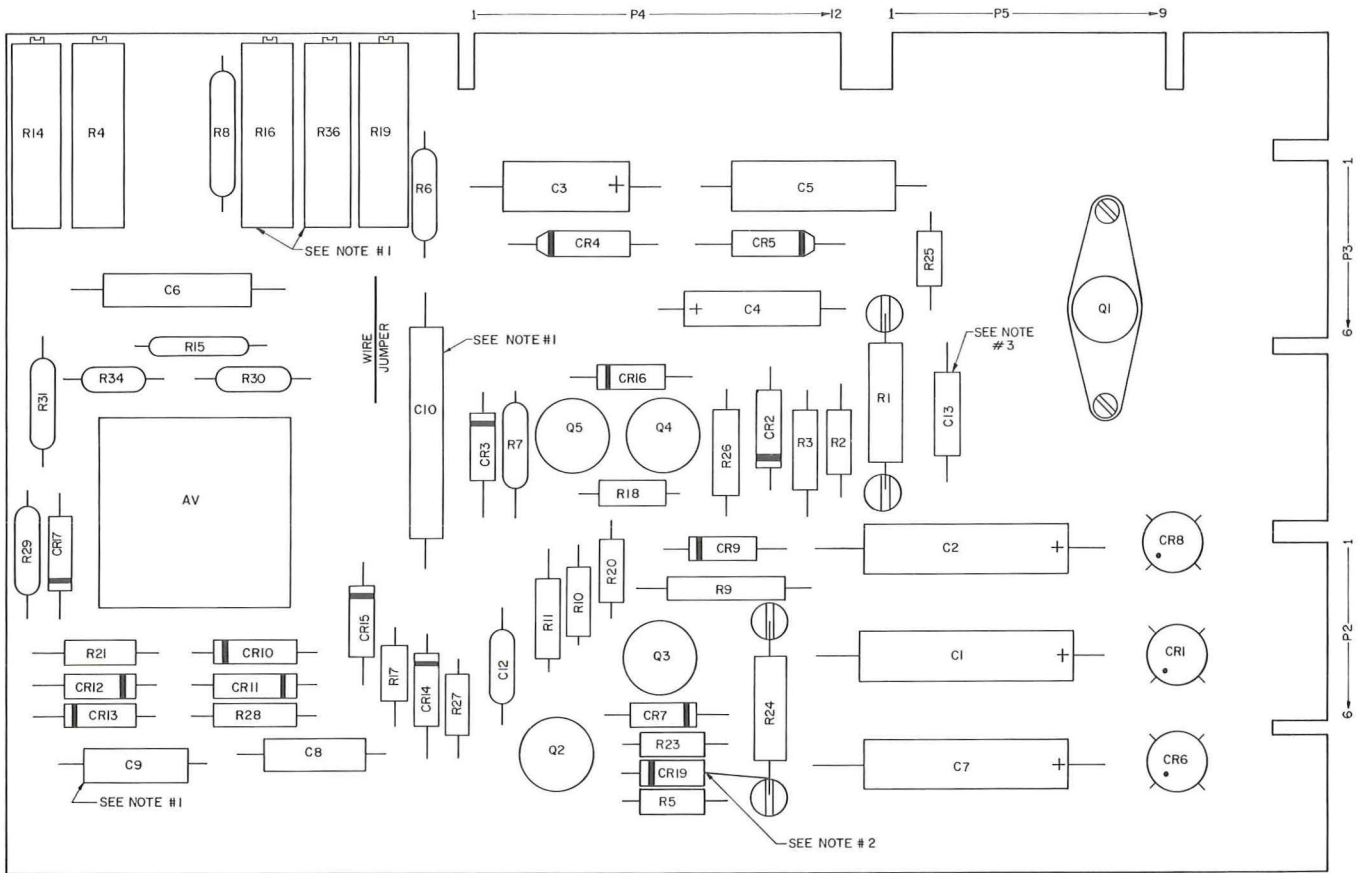 1 P4 12 1 P5 9
R14 R4 R8 R16 R36 R19 R6 C3 + C5
1 P3 6
SEE NOTE #1 CR4 CR5 R25
C6 + C4 Q1
WIRE JUMPER
SEE NOTE #1
SEE NOTE
#3
R15
R31 R34 R30 C10 CR16 R1 C13
CR3 R7 Q5 Q4 R26 CR2 R3 R2
AV R18
R29 CR17 CR9 C2 + CR8
R20 R9
R11 R10
CR15
1 P2 6
R21 CR10 R17 CR14 R27 C12 Q3 C1 + CR1
CR12 CR11
CR13 R28 CR7 R24
C9 C8 Q2 R23 C7 + CR6
CR19
SEE NOTE #1 R5
SEE NOTE #2